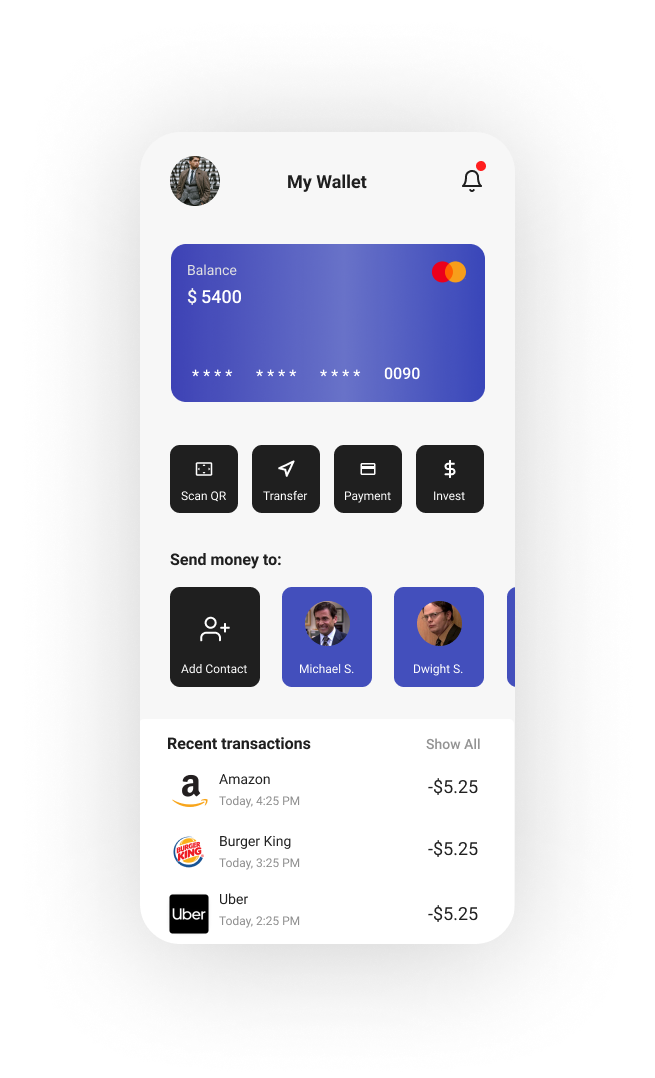 My Wallet
Balance
$ 5400
**** **** **** 0090
Scan QR Transfer Payment Invest
Send money to:
Add Contact Michael S. Dwight S.
Recent transactions Show All
a Amazon -$5.25
Today, 4:25 PM
BURGER KING Burger King -$5.25
Today, 3:25 PM
Uber Uber -$5.25
Today, 2:25 PM